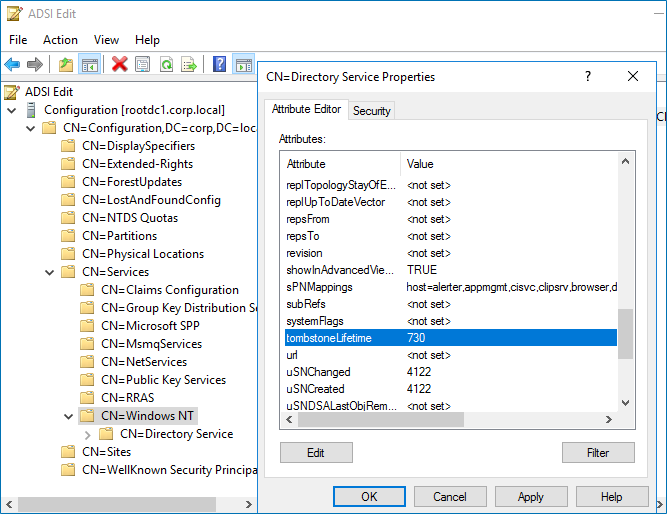 ADSI Edit
File Action View Help
ADSI Edit
Configuration [rootdc1.corp.local]
CN=Configuration,DC=corp,DC=loc
CN=DisplaySpecifiers
CN=Extended-Rights
CN=ForestUpdates
CN=LostAndFoundConfig
CN=NTDS Quotas
CN=Partitions
CN=Physical Locations
CN=Services
CN=Claims Configuration
CN=Group Key Distribution Se
CN=Microsoft SPP
CN=MsmqServices
CN=NetServices
CN=Public Key Services
CN=RRAS
CN=Windows NT
CN=Directory Service
CN=Sites
CN=WellKnown Security Principa
CN=Directory Service Properties
? ×
Attribute Editor Security
Attributes:
Attribute Value
replTopologyStayOfE... <not set>
replUpToDateVector <not set>
repsFrom <not set>
repsTo <not set>
revision <not set>
showInAdvancedVie... TRUE
sPNMappings host=alerter,appmgmt,cisvc,clipsrv,browser,d
subRefs <not set>
systemFlags <not set>
tombstoneLifetime 730
url <not set>
uSNChanged 4122
uSNCreated 4122
uSNDSALastObjRem... <not set>
Edit Filter
OK Cancel Apply Help